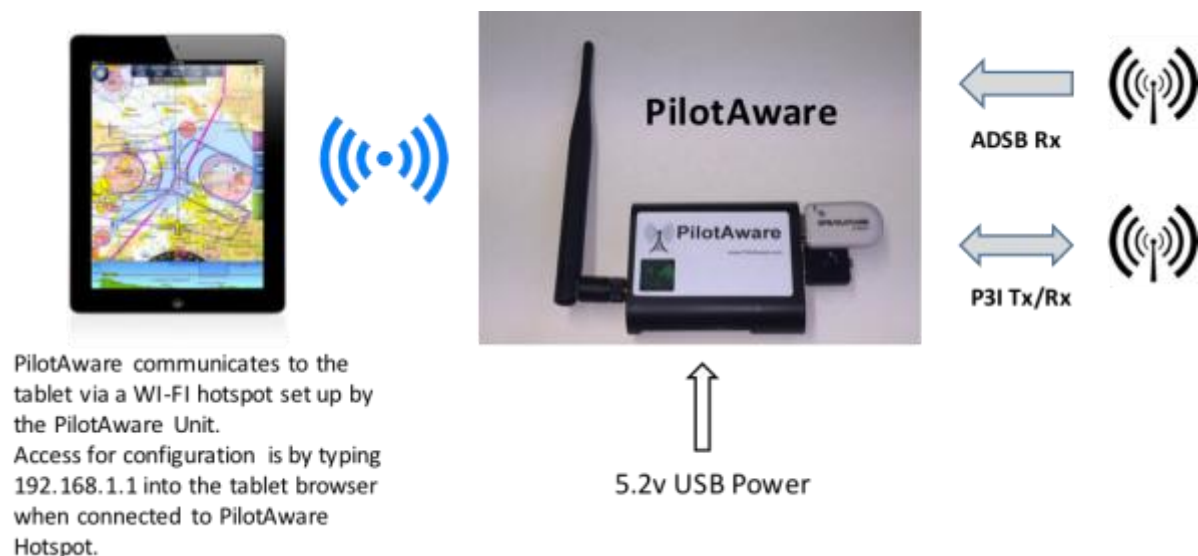 PilotAware
ADSB Rx
PilotAware
P3I Tx/Rx
PilotAware communicates to the
tablet via a WI-FI hotspot set up by
the PilotAware Unit.
Access for configuration is by typing
192.168.1.1 into the tablet browser
when connected to PilotAware
Hotspot.
5.2v USB Power